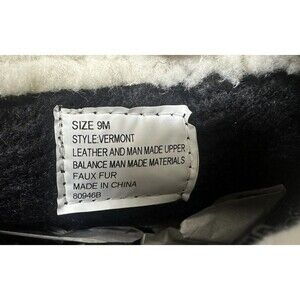 SIZE 9M
STYLE:VERMONT
LEATHER AND MAN MADE UPPER
BALANCE MAN MADE MATERIALS
FAUX FUR
MADE IN CHINA
80946B